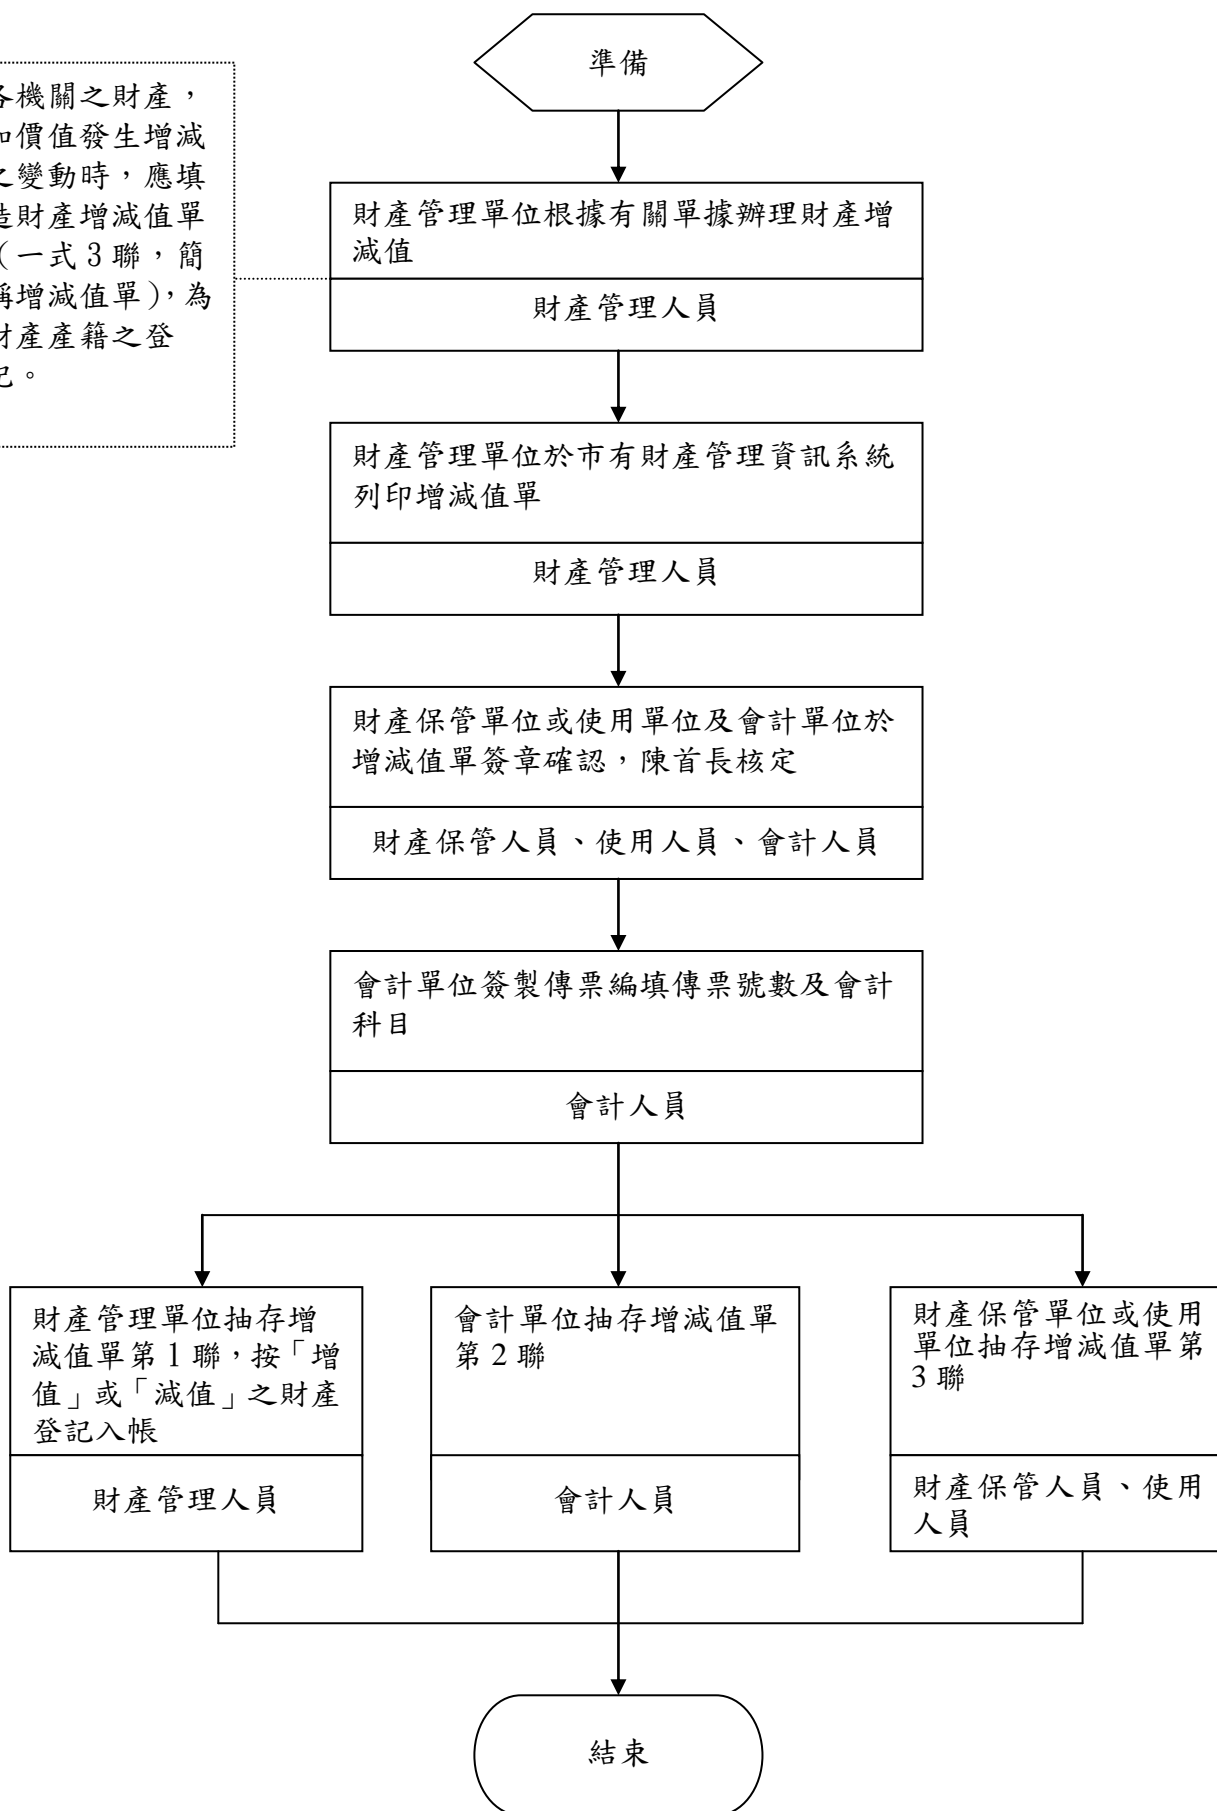 準備
各機關之財產，
如價值發生增減
之變動時，應填
造財產增減值單
（一式3聯，簡
稱增減值單），為
財產產籍之登
記。
財產管理單位根據有關單據辦理財產增
減值
財產管理人員
財產管理單位於市有財產管理資訊系統
列印增減值單
財產管理人員
財產保管單位或使用單位及會計單位於
增減值單簽章確認，陳首長核定
財產保管人員、使用人員、會計人員
會計單位簽製傳票編填傳票號數及會計
科目
會計人員
財產管理單位抽存增
減值單第1聯，按「增
值」或「減值」之財產
登記入帳
財產管理人員
會計單位抽存增減值單
第2聯
會計人員
財產保管單位或使用
單位抽存增減值單第
3聯
財產保管人員、使用
人員
結束